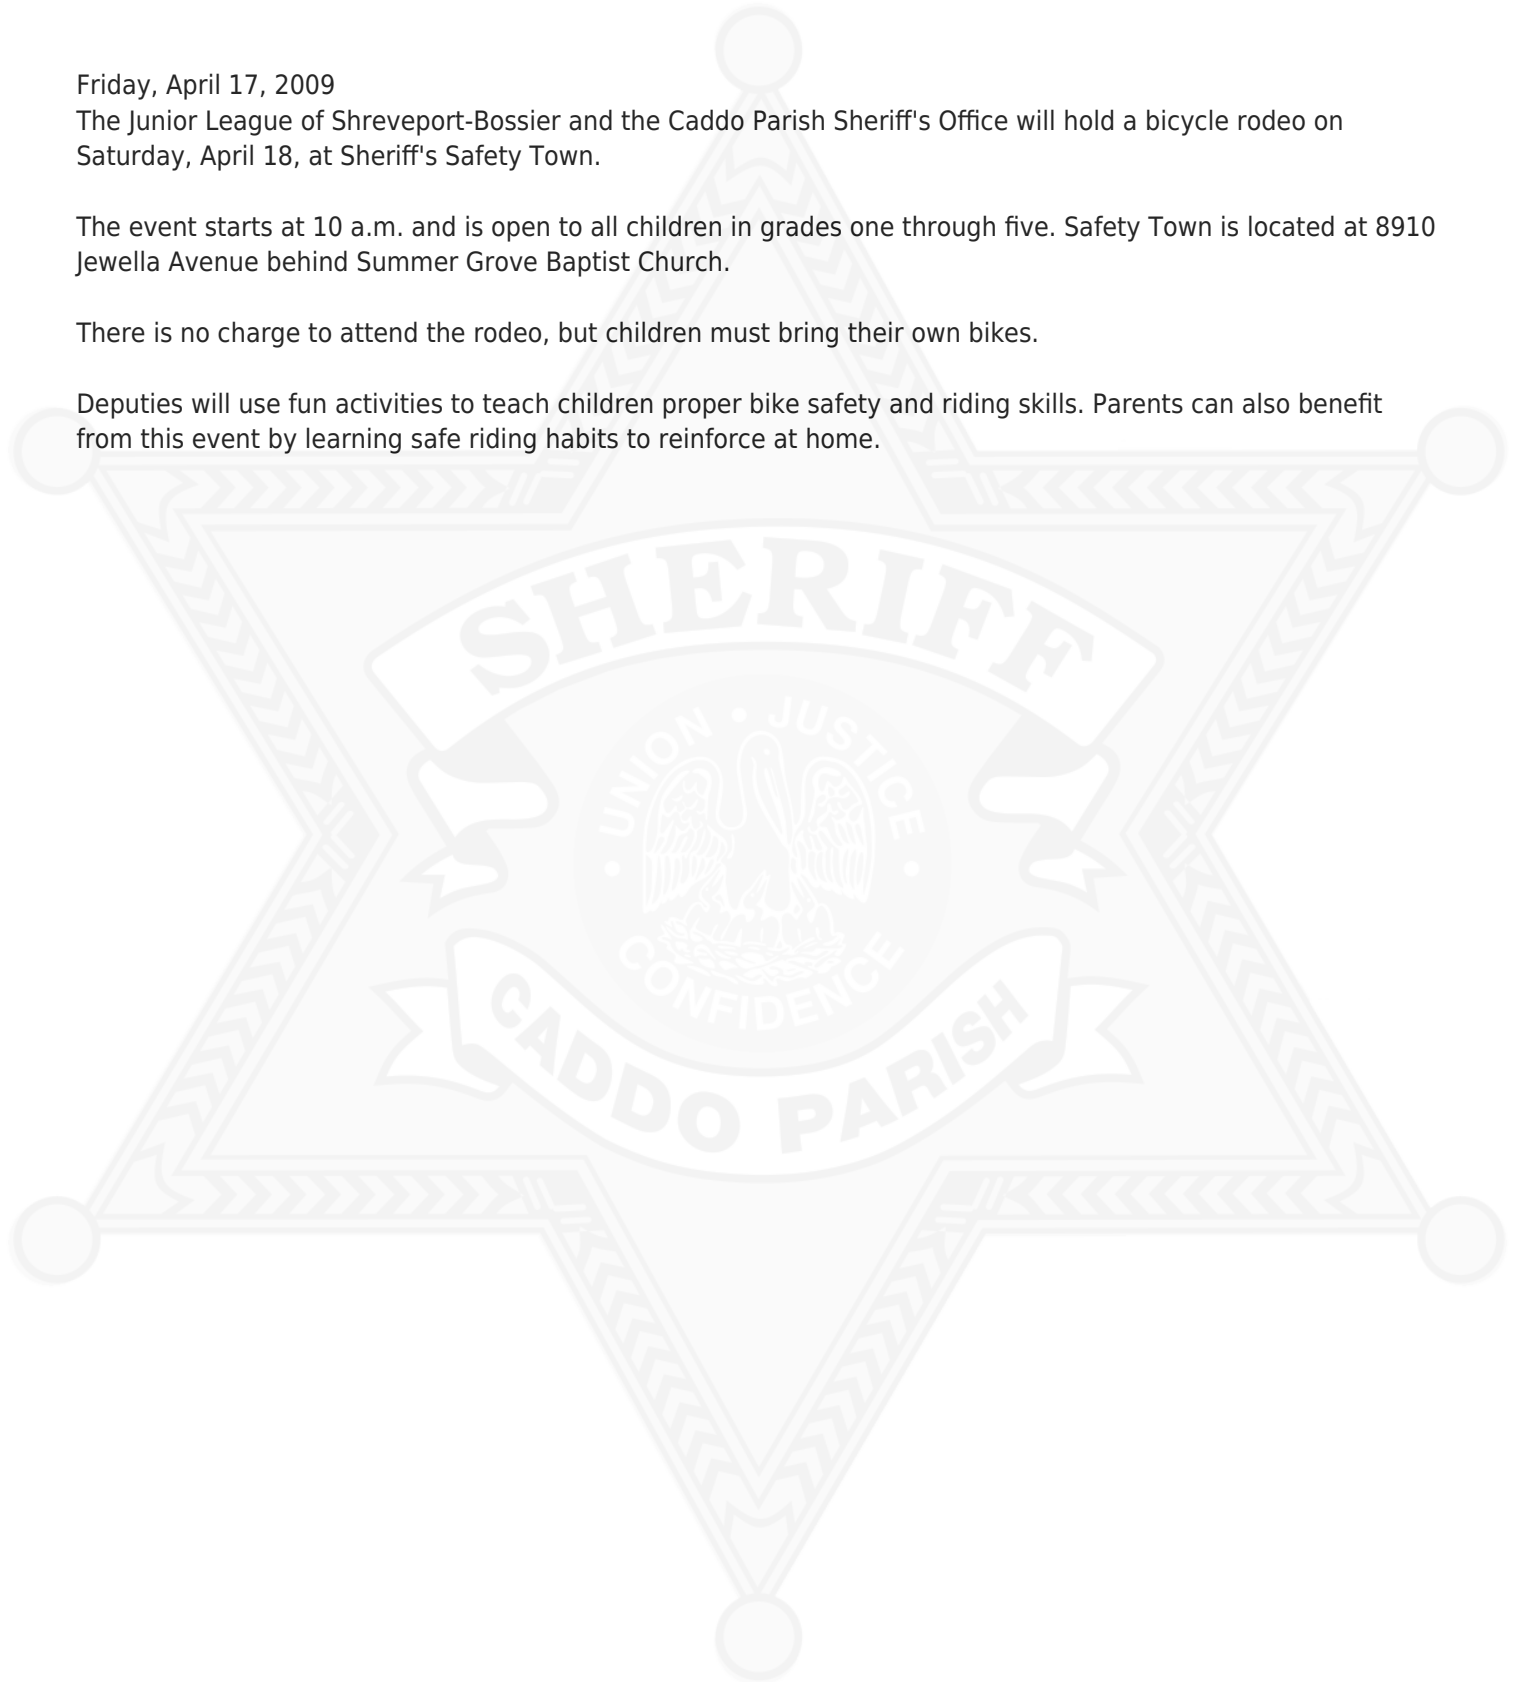 Friday, April 17, 2009
The Junior League of Shreveport-Bossier and the Caddo Parish Sheriff's Office will hold a bicycle rodeo on
Saturday, April 18, at Sheriff's Safety Town.
The event starts at 10 a.m. and is open to all children in grades one through five. Safety Town is located at 8910
Jewella Avenue behind Summer Grove Baptist Church.
There is no charge to attend the rodeo, but children must bring their own bikes.
Deputies will use fun activities to teach children proper bike safety and riding skills. Parents can also benefit
from this event by learning safe riding habits to reinforce at home.
SHERIFF
UNION • JUSTICE
• CONFIDENCE •
CADDO PARISH